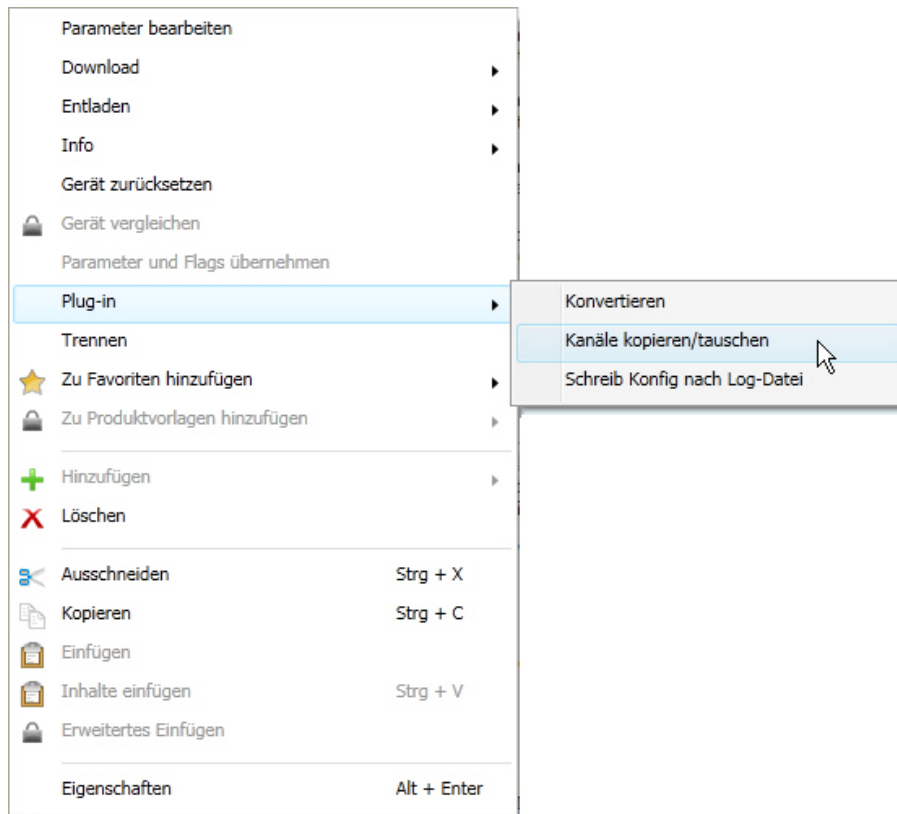 Parameter bearbeiten
Download
Entladen
Info
Gerät zurücksetzen
Gerät vergleichen
Parameter und Flags übernehmen
Plug-in
Konvertieren
Kanäle kopieren/tauschen
Schreib Konfig nach Log-Datei
Trennen
Zu Favoriten hinzufügen
Zu Produktvorlagen hinzufügen
Hinzufügen
Löschen
Ausschneiden Strg + X
Kopieren Strg + C
Einfügen
Inhalte einfügen Strg + V
Erweitertes Einfügen
Eigenschaften Alt + Enter